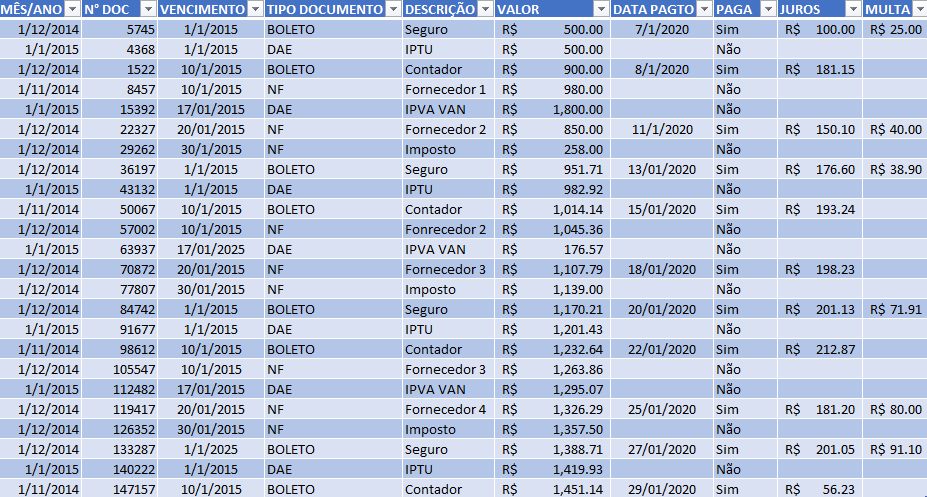 MÊS/ANO N° DOC VENCIMENTO TIPO DOCUMENTO DESCRIÇÃO VALOR DATA PAGTO PAGA JUROS MULTA
1/12/2014 5745 1/1/2015 BOLETO Seguro R$ 500.00 7/1/2020 Sim R$ 100.00 R$ 25.00
1/1/2015 4368 1/1/2015 DAE IPTU R$ 500.00 Não
1/12/2014 1522 10/1/2015 BOLETO Contador R$ 900.00 8/1/2020 Sim R$ 181.15
1/11/2014 8457 10/1/2015 NF Fornecedor 1 R$ 980.00 Não
1/1/2015 15392 17/01/2015 DAE IPVA VAN R$ 1,800.00 Não
1/12/2014 22327 20/01/2015 NF Fornecedor 2 R$ 850.00 11/1/2020 Sim R$ 150.10 R$ 40.00
1/12/2014 29262 30/1/2015 NF Imposto R$ 258.00 Não
1/12/2014 36197 1/1/2015 BOLETO Seguro R$ 951.71 13/01/2020 Sim R$ 176.60 R$ 38.90
1/1/2015 43132 1/1/2015 DAE IPTU R$ 982.92 Não
1/11/2014 50067 10/1/2015 BOLETO Contador R$ 1,014.14 15/01/2020 Sim R$ 193.24
1/12/2014 57002 10/1/2015 NF Fonrecedor 2 R$ 1,045.36 Não
1/1/2015 63937 17/01/2025 DAE IPVA VAN R$ 176.57 Não
1/12/2014 70872 20/01/2015 NF Fornecedor 3 R$ 1,107.79 18/01/2020 Sim R$ 198.23
1/12/2014 77807 30/01/2015 NF Imposto R$ 1,139.00 Não
1/12/2014 84742 1/1/2015 BOLETO Seguro R$ 1,170.21 20/01/2020 Sim R$ 201.13 R$ 71.91
1/1/2015 91677 1/1/2015 DAE IPTU R$ 1,201.43 Não
1/11/2014 98612 10/1/2015 BOLETO Contador R$ 1,232.64 22/01/2020 Sim R$ 212.87
1/12/2014 105547 10/1/2015 NF Fornecedor 3 R$ 1,263.86 Não
1/1/2015 112482 17/01/2015 DAE IPVA VAN R$ 1,295.07 Não
1/12/2014 119417 20/01/2015 NF Fornecedor 4 R$ 1,326.29 25/01/2020 Sim R$ 181.20 R$ 80.00
1/12/2014 126352 30/01/2015 NF Imposto R$ 1,357.50 Não
1/12/2014 133287 1/1/2025 BOLETO Seguro R$ 1,388.71 27/01/2020 Sim R$ 201.05 R$ 91.10
1/1/2015 140222 1/1/2015 DAE IPTU R$ 1,419.93 Não
1/11/2014 147157 10/1/2015 BOLETO Contador R$ 1,451.14 29/01/2020 Sim R$ 56.23